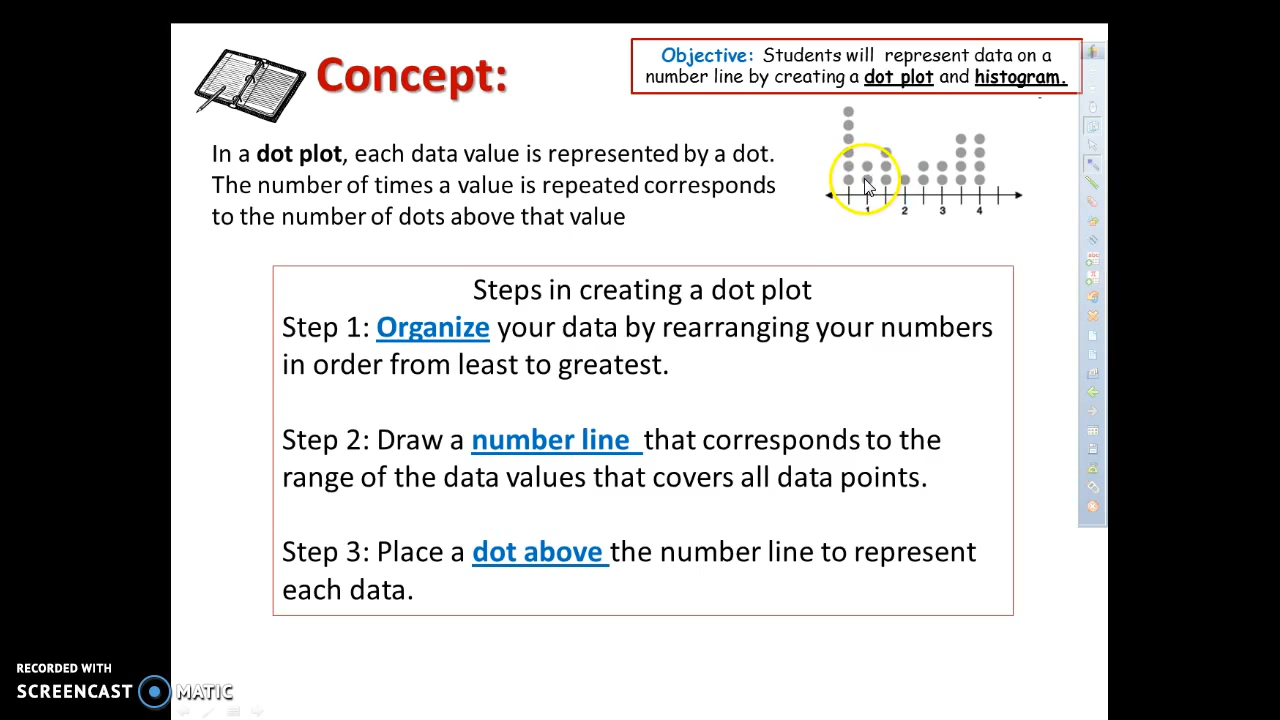 Concept:
Objective: Students will represent data on a
number line by creating a dot plot and histogram.
In a dot plot, each data value is represented by a dot.
The number of times a value is repeated corresponds
to the number of dots above that value
1 2 3 4
Steps in creating a dot plot
Step 1: Organize your data by rearranging your numbers
in order from least to greatest.
Step 2: Draw a number line that corresponds to the
range of the data values that covers all data points.
Step 3: Place a dot above the number line to represent
each data.
RECORDED WITH
SCREENCAST MATIC